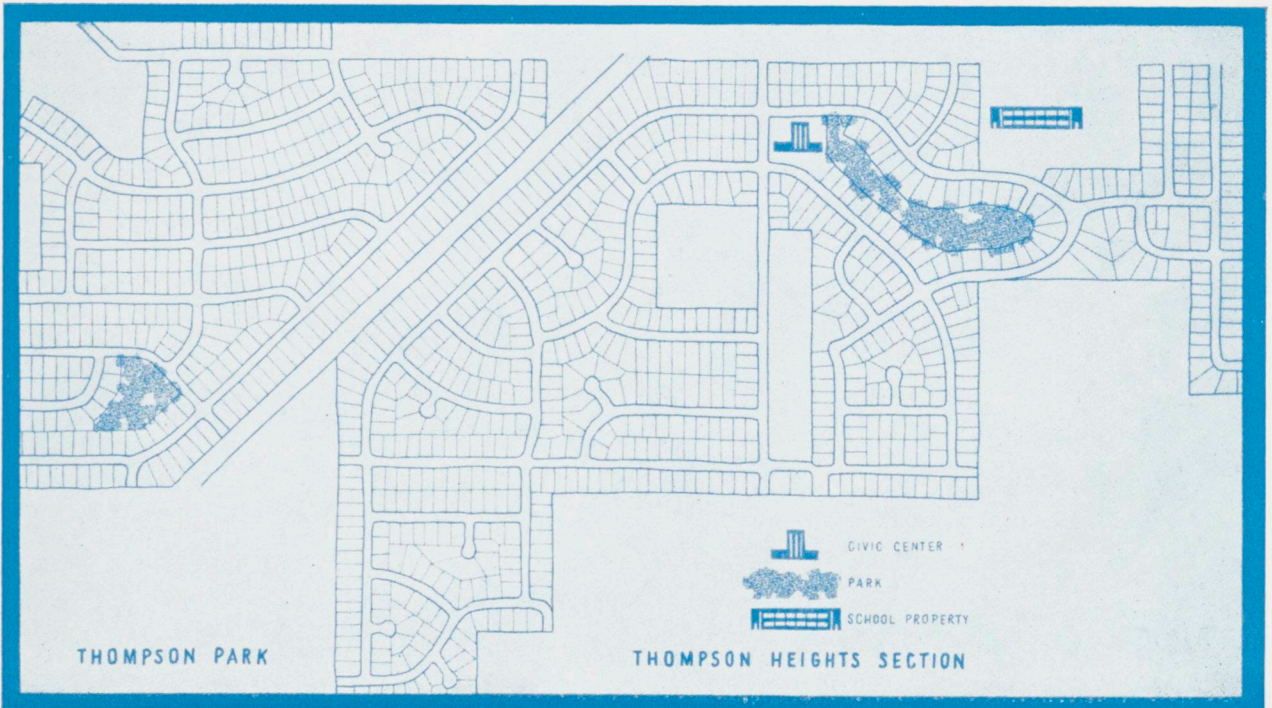 CIVIC CENTER
PARK
SCHOOL PROPERTY
THOMPSON PARK
THOMPSON HEIGHTS SECTION